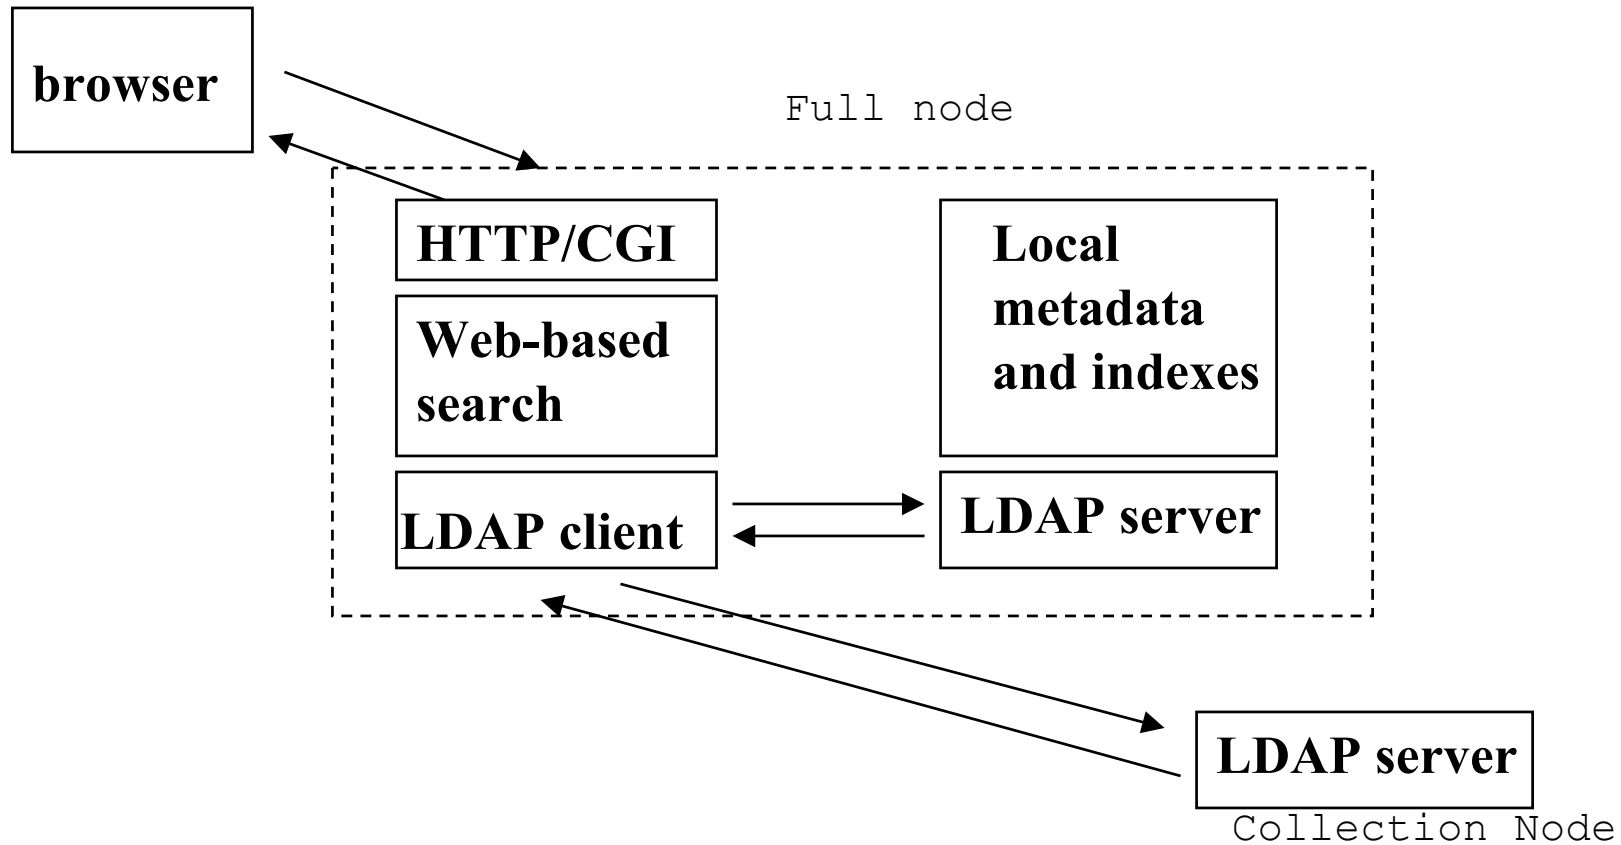 browser
Full node
HTTP/CGI
Web-based
search
LDAP client
Local
metadata
and indexes
LDAP server
LDAP server
Collection Node